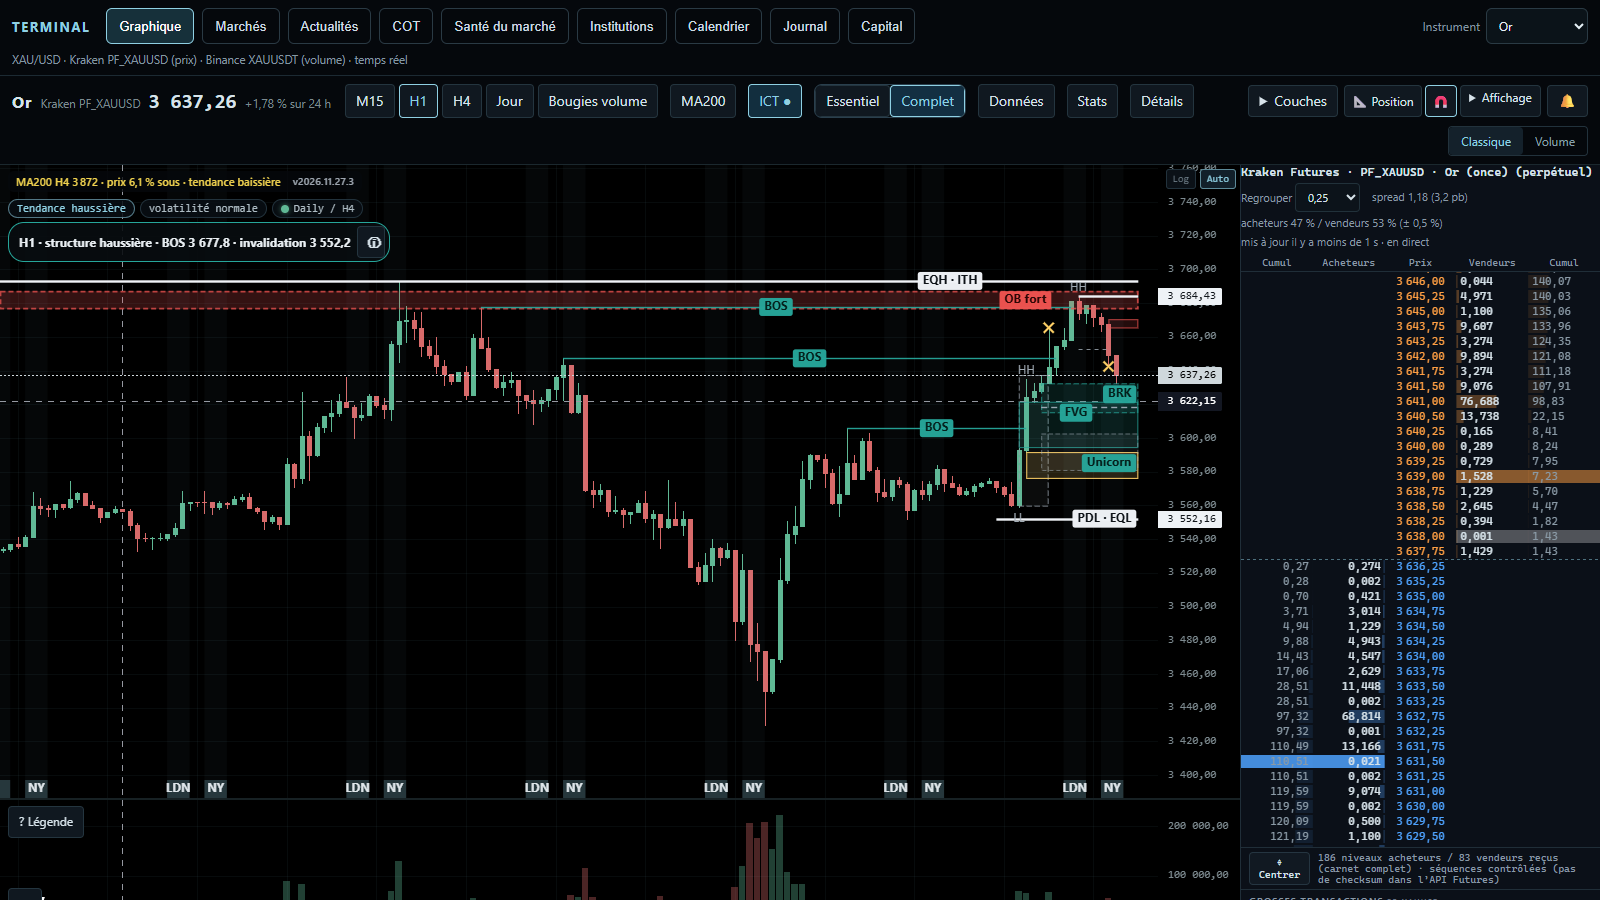 TERMINAL Graphique Marchés Actualités COT Santé du marché Institutions Calendrier Journal Capital Instrument Or
XAU/USD · Kraken PF_XAUUSD (prix) · Binance XAUUSDT (volume) · temps réel
Or Kraken PF_XAUUSD 3 637,26 +1,78 % sur 24 h M15 H1 H4 Jour Bougies volume MA200 ICT Essentiel Complet Données Stats Détails Couches Position Affichage
Classique Volume
MA200 H4 3 872 · prix 6,1 % sous · tendance baissière v2026.11.27.3
Tendance haussière volatilité normale Daily / H4
H1 · structure haussière · BOS 3 677,8 · invalidation 3 552,2
Log Auto
EQH · ITH
OB fort
HH
BOS
BOS
HH
BRK
FVG
BOS
Unicorn
LL
PDL · EQL
3 760,00
3 740,00
3 720,00
3 700,00
3 684,43
3 660,00
3 637,26
3 622,15
3 600,00
3 580,00
3 560,00
3 552,16
3 540,00
3 520,00
3 500,00
3 480,00
3 460,00
3 440,00
3 420,00
3 400,00
NY LDN NY LDN NY LDN NY LDN NY LDN NY LDN NY
? Légende
200 000,00
100 000,00
Kraken Futures · PF_XAUUSD · Or (once) (perpétuel)
Regrouper 0,25 spread 1,18 (3,2 pb)
acheteurs 47 % / vendeurs 53 % (± 0,5 %)
mis à jour il y a moins de 1 s · en direct
Cumul Acheteurs Prix Vendeurs Cumul
3 646,00 0,044 140,07
3 645,25 4,971 140,03
3 645,00 1,100 135,06
3 643,75 9,607 133,96
3 643,25 3,274 124,35
3 642,00 9,894 121,08
3 641,75 3,274 111,18
3 641,50 9,076 107,91
3 641,00 76,688 98,83
3 640,50 13,738 22,15
3 640,25 0,165 8,41
3 640,00 0,289 8,24
3 639,25 0,729 7,95
3 639,00 1,528 7,23
3 638,75 1,229 5,70
3 638,50 2,645 4,47
3 638,25 0,394 1,82
3 638,00 0,001 1,43
3 637,75 1,429 1,43
0,27 0,274 3 636,25
0,28 0,002 3 635,25
0,70 0,421 3 635,00
3,71 3,014 3 634,75
4,94 1,229 3 634,50
9,88 4,943 3 634,25
14,43 4,547 3 634,00
17,06 2,629 3 633,75
28,51 11,448 3 633,50
28,51 0,002 3 633,25
97,32 68,814 3 632,75
97,32 0,001 3 632,25
110,49 13,166 3 631,75
110,51 0,021 3 631,50
110,51 0,002 3 631,25
119,59 9,074 3 631,00
119,59 0,002 3 630,00
120,09 0,500 3 629,75
121,19 1,100 3 629,50
Centrer
186 niveaux acheteurs / 83 vendeurs reçus
(carnet complet) · séquences contrôlées (pas
de checksum dans l'API Futures)